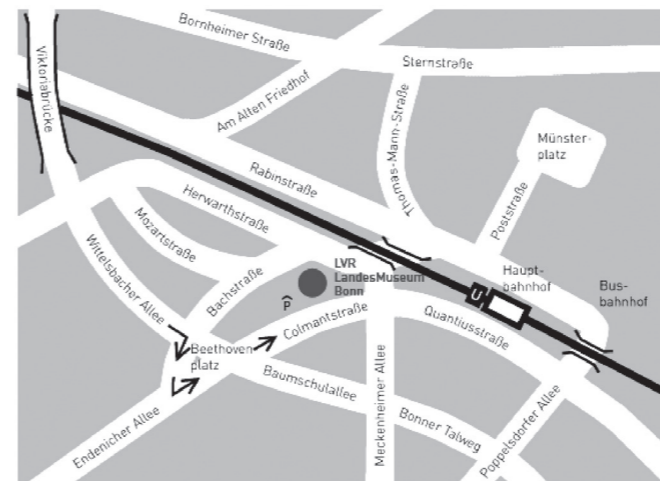 Bornheimer Straße
Viktoriabrücke
Sternstraße
Am Alten Friedhof
Thomas-Mann-Straße
Münster-
platz
Rabinstraße
Herwarthstraße
Poststraße
Mozartstraße
Wittelsbacher Allee
Bachstraße
LVR
LandesMuseum
Bonn
Haupt-
bahnhof
Bus-
bahnhof
U
P
Colmantstraße
Quantiusstraße
Beethoven
platz
Baumschulallee
Meckenheimer Allee
Bonner Talweg
Poppelsdorfer Allee
Endenicher Allee